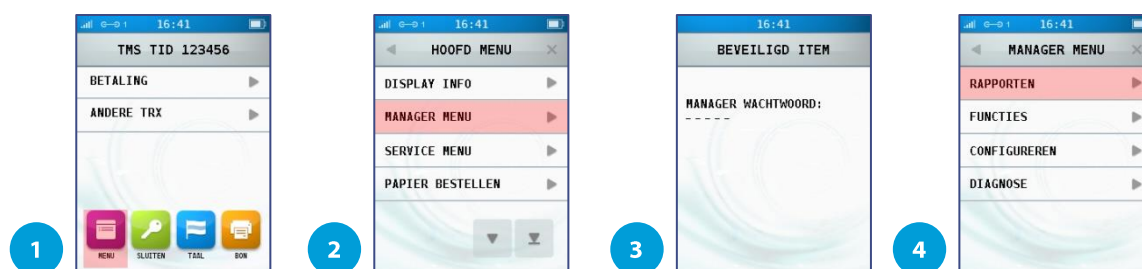 16:41
TMS TID 123456
BETALING
ANDERE TRX
MENU SLUITEN TAAL BON
1
1 16:41
HOOFD MENU
DISPLAY INFO
MANAGER MENU
SERVICE MENU
PAPIER BESTELLEN
2
16:41
BEVEILIGD ITEM
MANAGER WACHTWOORD:
-----
3
1 16:41
MANAGER MENU
RAPPORTEN
FUNCTIES
CONFIGUREREN
DIAGNOSE
4